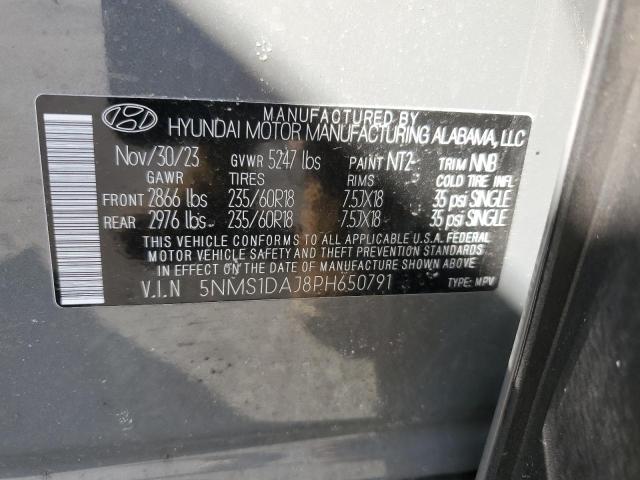 MANUFACTURED BY
HYUNDAI MOTOR MANUFACTURING ALABAMA, LLC
Nov/30/23 GVWR 5247 lbs PAINT NT2 TRIM NNB
GAWR TIRES RIMS COLD TIRE INFL.
FRONT 2866 lbs 235/60R18 7.5JX18 35 psi SINGLE
REAR 2976 lbs 235/60R18 7.5JX18 35 psi SINGLE
THIS VEHICLE CONFORMS TO ALL APPLICABLE U.S.A. FEDERAL
MOTOR VEHICLE SAFETY AND THEFT PREVENTION STANDARDS
IN EFFECT ON THE DATE OF MANUFACTURE SHOWN ABOVE.
V.I.N 5NMS1DAJ8PH650791 TYPE: MPV